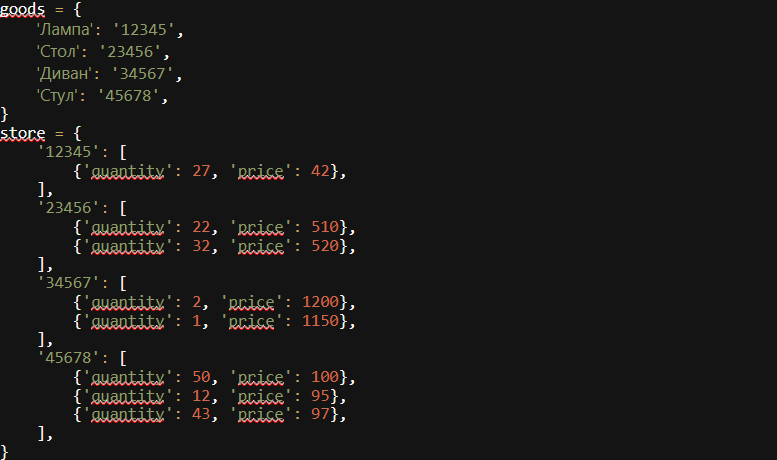 goods = {
    'Лампа': '12345',
    'Стол': '23456',
    'Диван': '34567',
    'Стул': '45678',
}
store = {
    '12345': [
        {'quantity': 27, 'price': 42},
    ],
    '23456': [
        {'quantity': 22, 'price': 510},
        {'quantity': 32, 'price': 520},
    ],
    '34567': [
        {'quantity': 2, 'price': 1200},
        {'quantity': 1, 'price': 1150},
    ],
    '45678': [
        {'quantity': 50, 'price': 100},
        {'quantity': 12, 'price': 95},
        {'quantity': 43, 'price': 97},
    ],
}